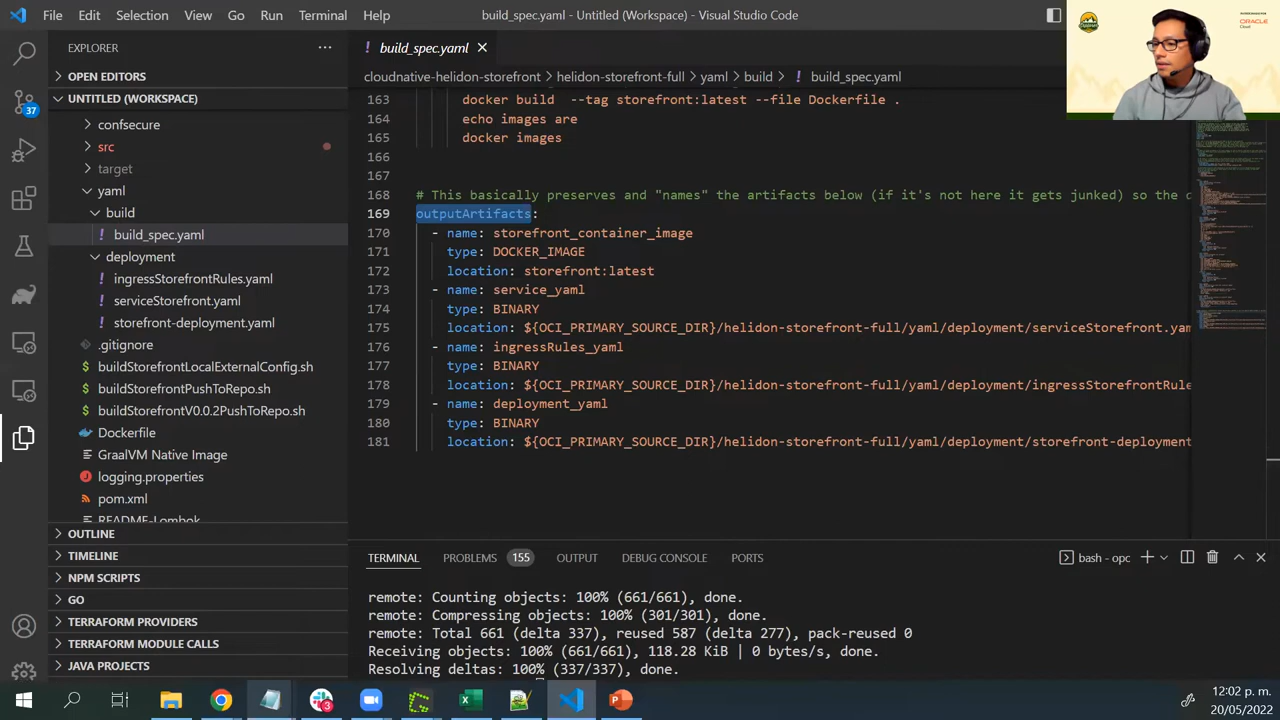 File Edit Selection View Go Run Terminal Help
build_spec.yaml - Untitled (Workspace) - Visual Studio Code
ORACLE
Cloud
EXPLORER
OPEN EDITORS
UNTITLED (WORKSPACE)
confsecure
src
target
yaml
build
build_spec.yaml
deployment
ingressStorefrontRules.yaml
serviceStorefront.yaml
storefront-deployment.yaml
.gitignore
buildStorefrontLocalExternalConfig.sh
buildStorefrontPushToRepo.sh
buildStorefrontV0.0.2PushToRepo.sh
Dockerfile
GraalVM Native Image
logging.properties
pom.xml
README-Lombok
OUTLINE
TIMELINE
NPM SCRIPTS
GO
TERRAFORM PROVIDERS
TERRAFORM MODULE CALLS
JAVA PROJECTS
37
build_spec.yaml
cloudnative-helidon-storefront > helidon-storefront-full > yaml > build > build_spec.yaml
163 docker build --tag storefront:latest --file Dockerfile .
164 echo images are
165 docker images
166
167
168 # This basically preserves and "names" the artifacts below (if it's not here it gets junked) so the
169 outputArtifacts:
170 - name: storefront_container_image
171 type: DOCKER_IMAGE
172 location: storefront:latest
173 - name: service_yaml
174 type: BINARY
175 location: ${OCI_PRIMARY_SOURCE_DIR}/helidon-storefront-full/yaml/deployment/serviceStorefront.yam
176 - name: ingressrules_yaml
177 type: BINARY
178 location: ${OCI_PRIMARY_SOURCE_DIR}/helidon-storefront-full/yaml/deployment/ingressStorefrontRule
179 - name: deployment_yaml
180 type: BINARY
181 location: ${OCI_PRIMARY_SOURCE_DIR}/helidon-storefront-full/yaml/deployment/storefront-deployment
TERMINAL PROBLEMS 155 OUTPUT DEBUG CONSOLE PORTS
bash - opc
remote: Counting objects: 100% (661/661), done.
remote: Compressing objects: 100% (301/301), done.
remote: Total 661 (delta 337), reused 587 (delta 277), pack-reused 0
Receiving objects: 100% (661/661), 118.28 KiB | 0 bytes/s, done.
Resolving deltas: 100% (337/337), done.
3
12:02 p. m.
20/05/2022